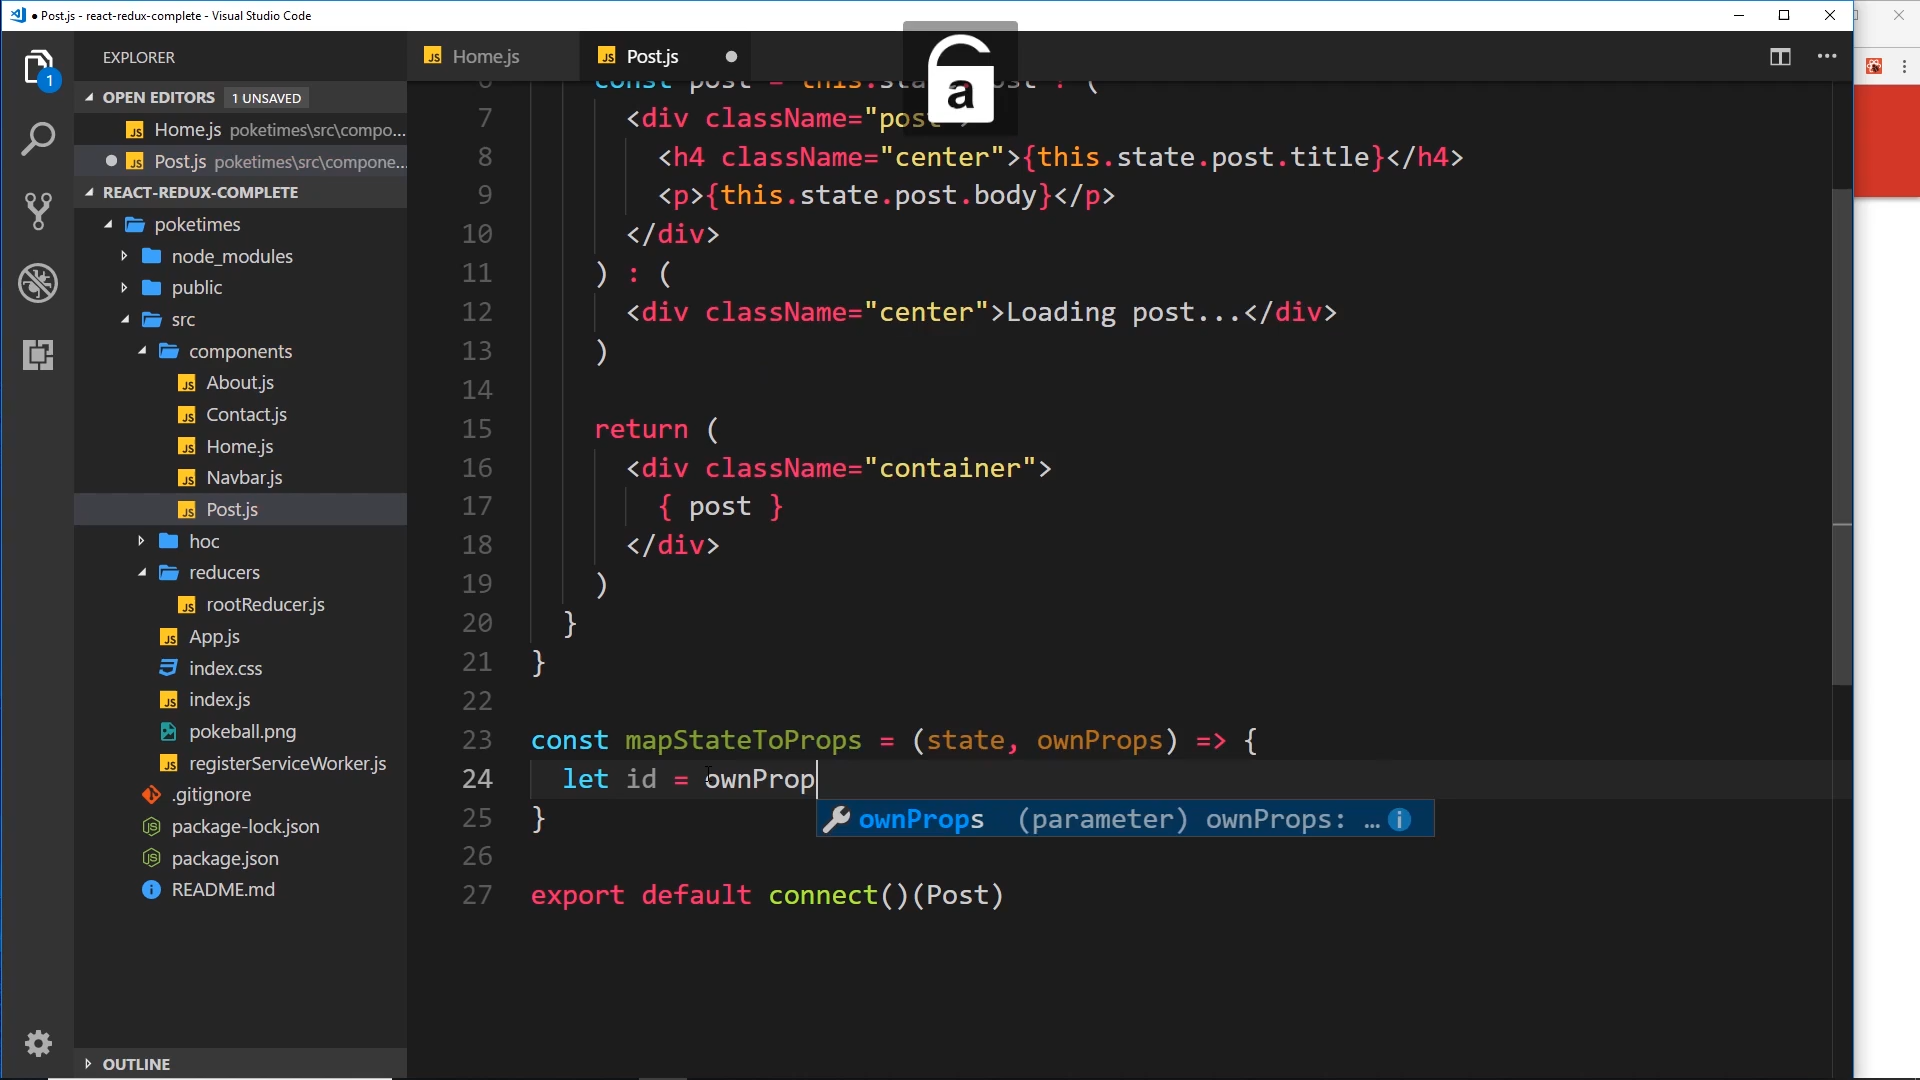 ● Post.js - react-redux-complete - Visual Studio Code
EXPLORER
OPEN EDITORS 1 UNSAVED
Home.js poketimes\src\compo...
Post.js poketimes\src\compone...
REACT-REDUX-COMPLETE
poketimes
node_modules
public
src
components
About.js
Contact.js
Home.js
Navbar.js
Post.js
hoc
reducers
rootReducer.js
App.js
index.css
index.js
pokeball.png
registerServiceWorker.js
.gitignore
package-lock.json
package.json
README.md
OUTLINE
1
Home.js
Post.js
a
6 const post = (
7 <div className="post
8 <h4 className="center">{this.state.post.title}</h4>
9 <p>{this.state.post.body}</p>
10 </div>
11 ) : (
12 <div className="center">Loading post...</div>
13 )
14
15 return (
16 <div className="container">
17 { post }
18 </div>
19 )
20 }
21 }
22
23 const mapStateToProps = (state, ownProps) => {
24 let id = ownProp
ownProps (parameter) ownProps: …
25 }
26
27 export default connect()(Post)